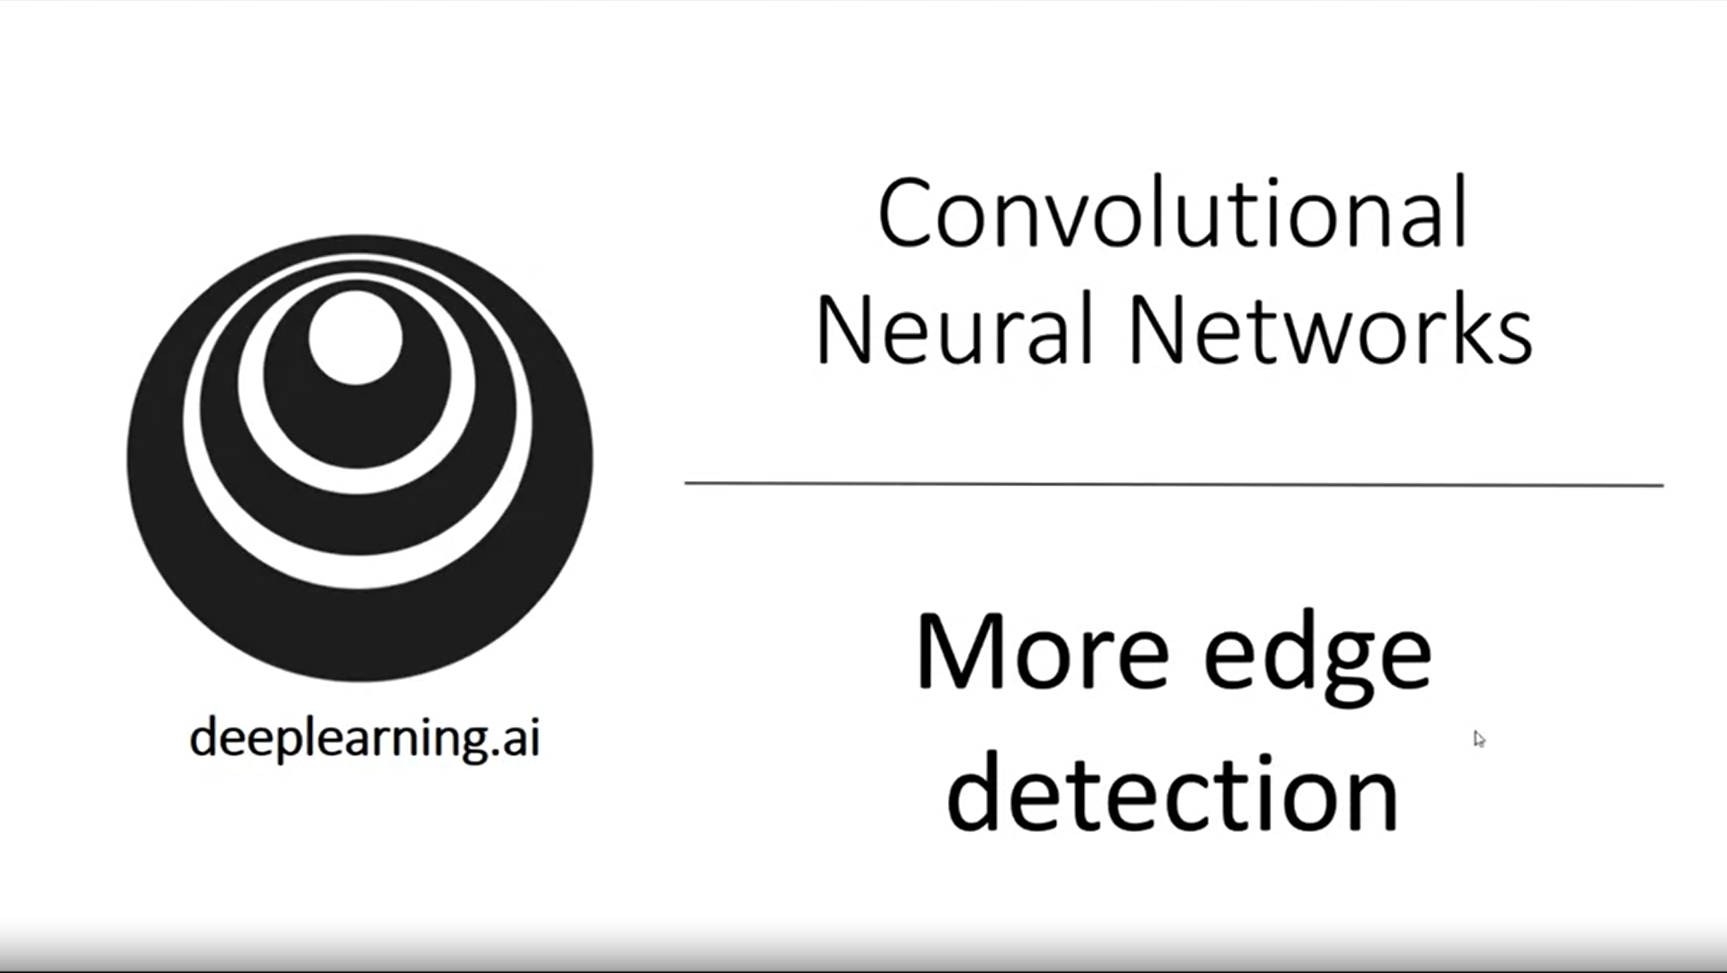 Convolutional
Neural Networks
More edge
detection
deeplearning.ai